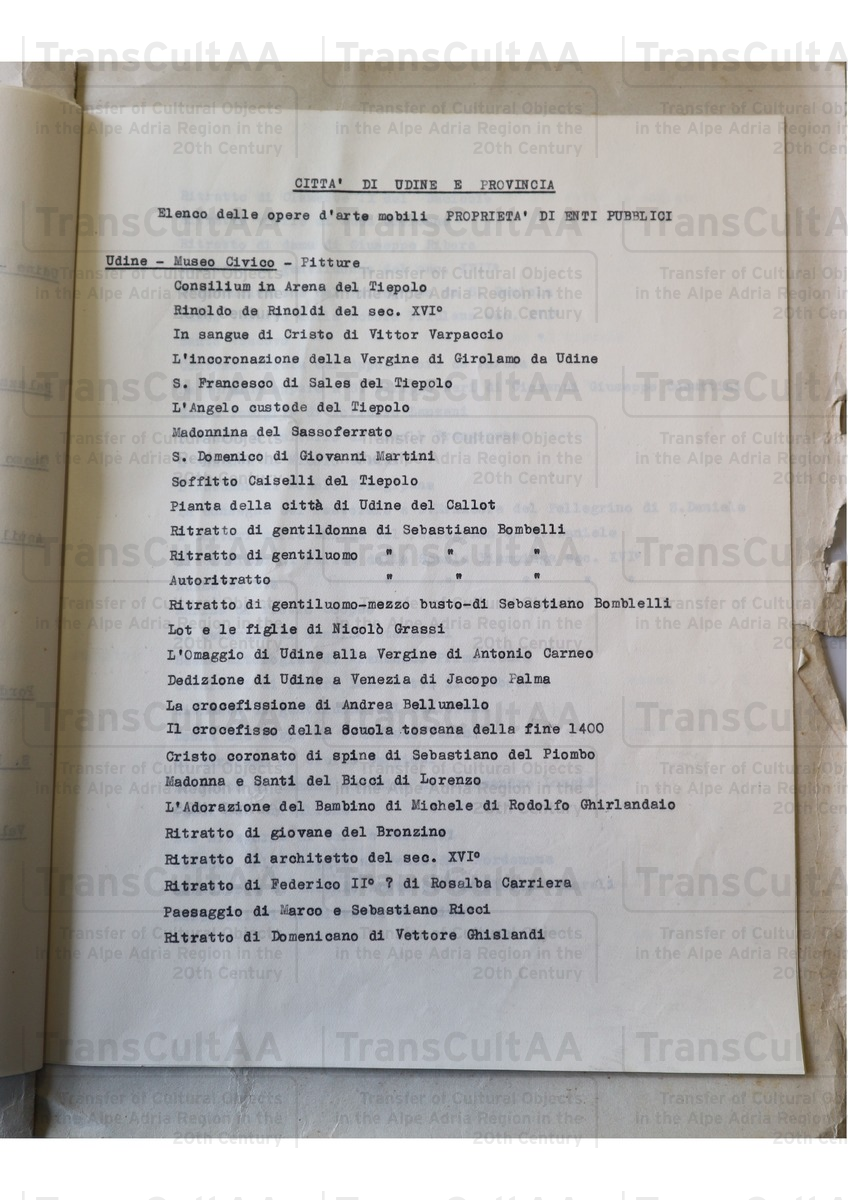 CITTA' DI UDINE E PROVINCIA
Elenco delle opere d'arte mobili PROPRIETA' DI ENTI PUBBLICI
Udine - Museo Civico - Pitture
Consilium in Arena del Tiepolo
Rinoldo de Rinoldi del sec. XVI°
In sangue di Cristo di Vittor Varpaccio
L'incoronazione della Vergine di Girolamo da Udine
S. Francesco di Sales del Tiepolo
L'Angelo custode del Tiepolo
Madonnina del Sassoferrato
S. Domenico di Giovanni Martini
Soffitto Caiselli del Tiepolo
Pianta della città di Udine del Callot
Ritratto di gentildonna di Sebastiano Bombelli
Ritratto di gentiluomo " " "
Autoritratto " " "
Ritratto di gentiluomo-mezzo busto-di Sebastiano Bomblelli
Lot e le figlie di Nicolò Grassi
L'Omaggio di Udine alla Vergine di Antonio Carneo
Dedizione di Udine a Venezia di Jacopo Palma
La crocefissione di Andrea Bellunello
Il crocefisso della Scuola toscana della fine 1400
Cristo coronato di spine di Sebastiano del Piombo
Madonna e Santi del Bicci di Lorenzo
L'Adorazione del Bambino di Michele di Rodolfo Ghirlandaio
Ritratto di giovane del Bronzino
Ritratto di architetto del sec. XVI°
Ritratto di Federico II° ? di Rosalba Carriera
Paesaggio di Marco e Sebastiano Ricci
Ritratto di Domenicano di Vettore Ghislandi
TransCultAA
Transfer of Cultural Objects
in the Alpe Adria Region in the
20th Century